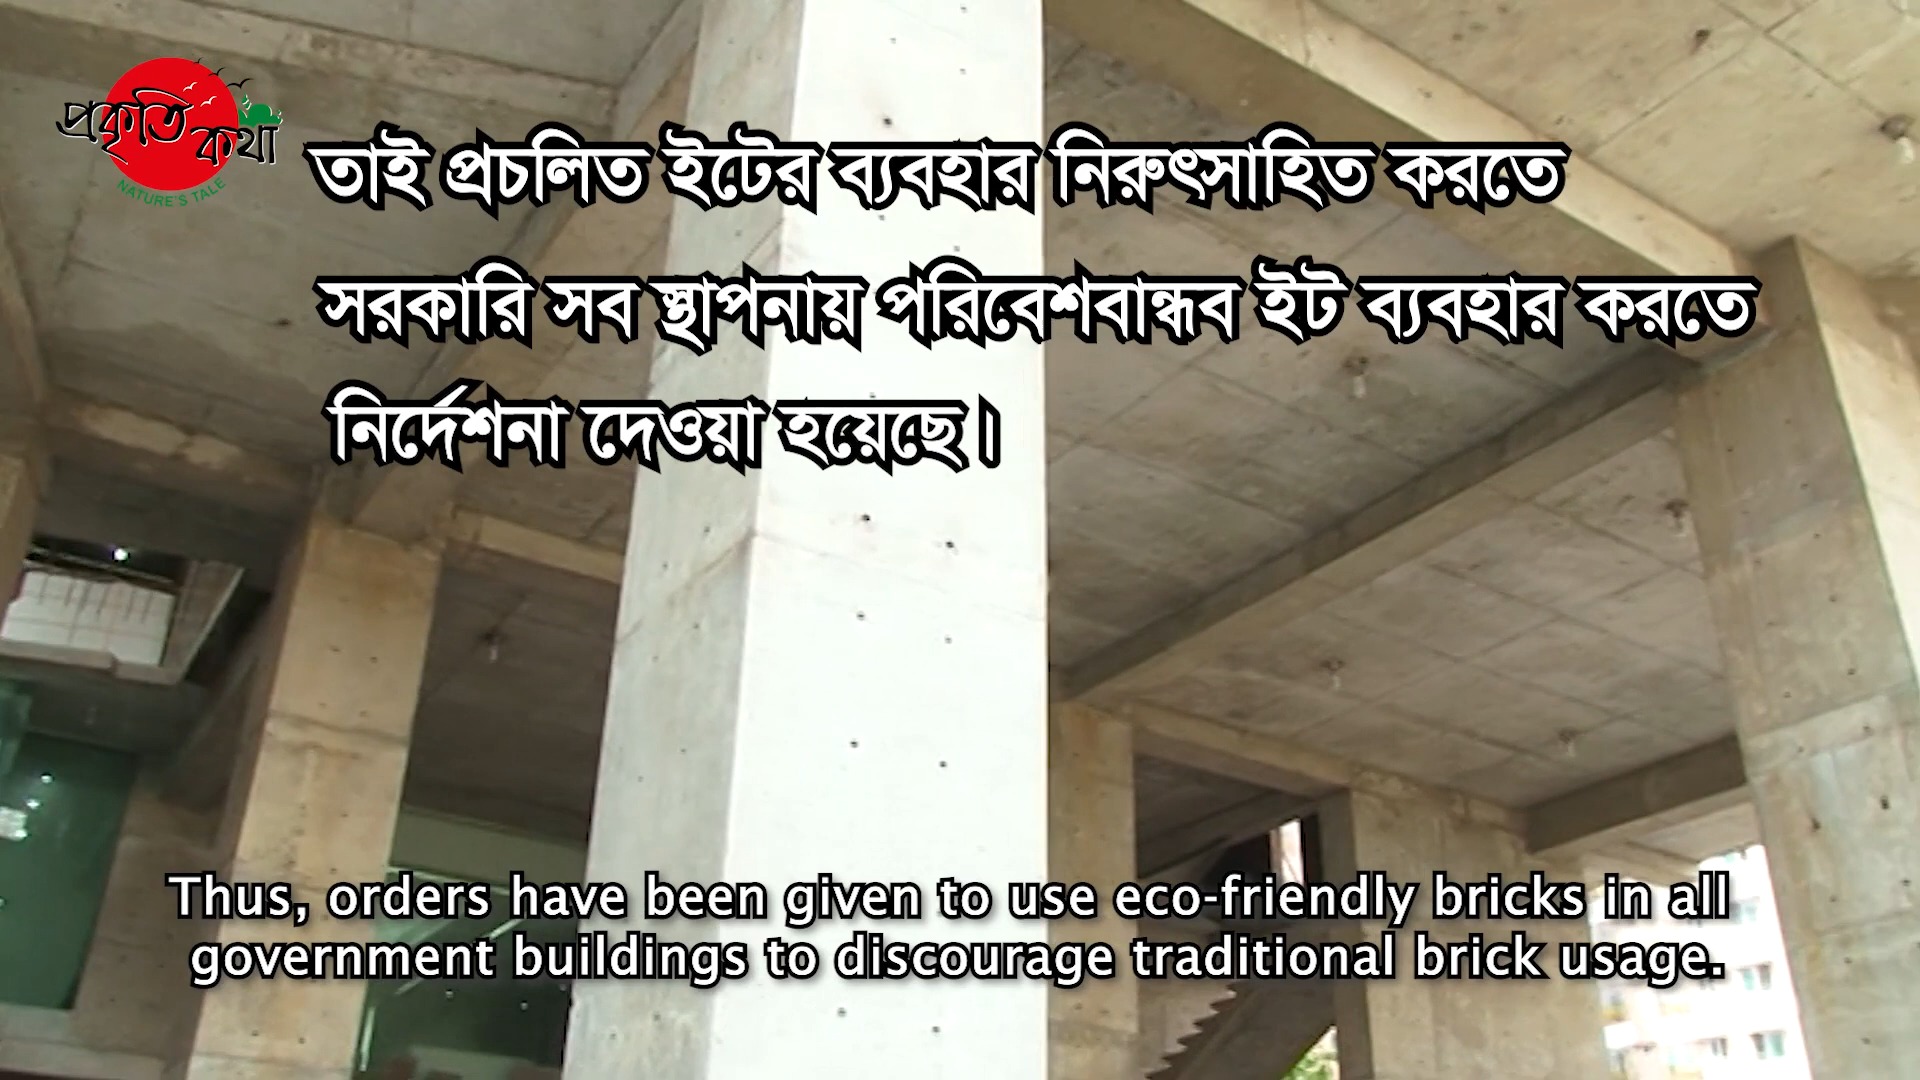 প্রকৃতি কথা
NATURE'S TALE
তাই প্রচলিত ইটের ব্যবহার নিরুৎসাহিত করতে
সরকারি সব স্থাপনায় পরিবেশবান্ধব ইট ব্যবহার করতে
নির্দেশনা দেওয়া হয়েছে।
Thus, orders have been given to use eco-friendly bricks in all
government buildings to discourage traditional brick usage.